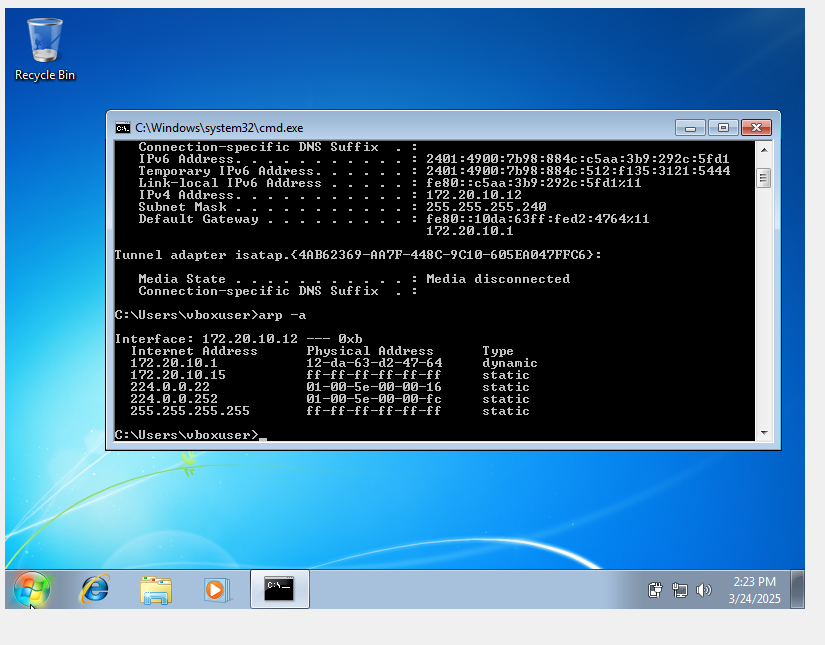 Recycle Bin
C:\Windows\system32\cmd.exe
Connection-specific DNS Suffix  . :
IPv6 Address. . . . . . . . . . . : 2401:4900:7b98:884c:c5aa:3b9:292c:5fd1
Temporary IPv6 Address. . . . . . : 2401:4900:7b98:884c:512:f135:3121:5444
Link-local IPv6 Address . . . . . : fe80::c5aa:3b9:292c:5fd1%11
IPv4 Address. . . . . . . . . . . : 172.20.10.12
Subnet Mask . . . . . . . . . . . : 255.255.255.240
Default Gateway . . . . . . . . . : fe80::10da:63ff:fed2:4764%11
172.20.10.1
Tunnel adapter isatap.{4AB62369-AA7F-448C-9C10-605EA047FFC6}:
Media State . . . . . . . . . . . : Media disconnected
Connection-specific DNS Suffix  . :
C:\Users\vboxuser>arp -a
Interface: 172.20.10.12 --- 0xb
Internet Address      Physical Address      Type
172.20.10.1           12-da-63-d2-47-64     dynamic
172.20.10.15          ff-ff-ff-ff-ff-ff     static
224.0.0.22            01-00-5e-00-00-16     static
224.0.0.252           01-00-5e-00-00-fc     static
255.255.255.255       ff-ff-ff-ff-ff-ff     static
C:\Users\vboxuser>_
2:23 PM
3/24/2025